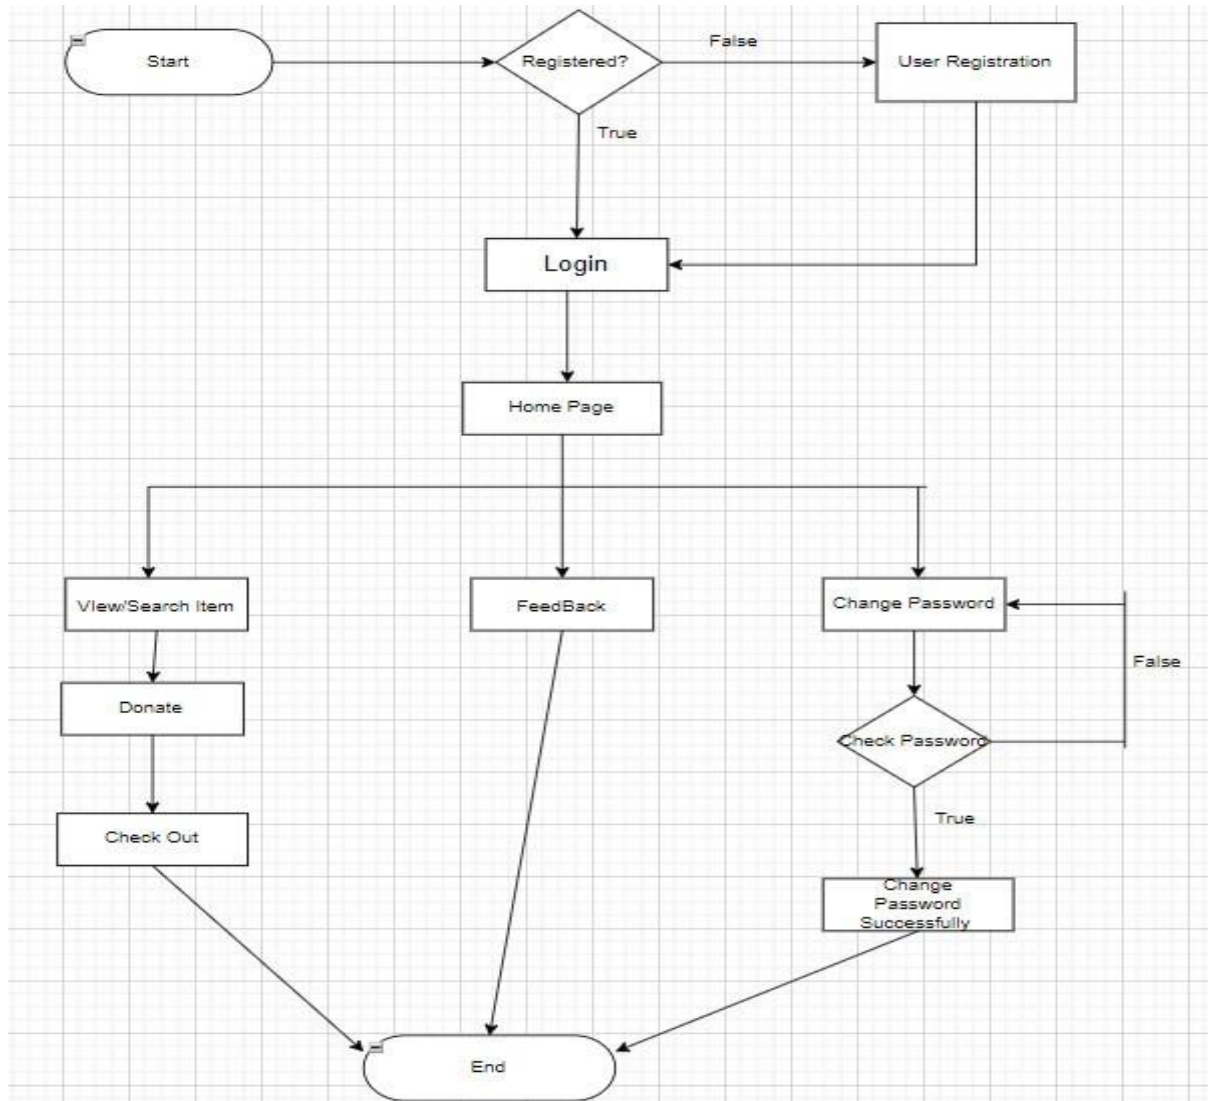 Start
Registered?
False
User Registration
True
Login
Home Page
VIew/Search Item
FeedBack
Change Password
False
Donate
Check Password
Check Out
True
Change
Password
Successfully
End